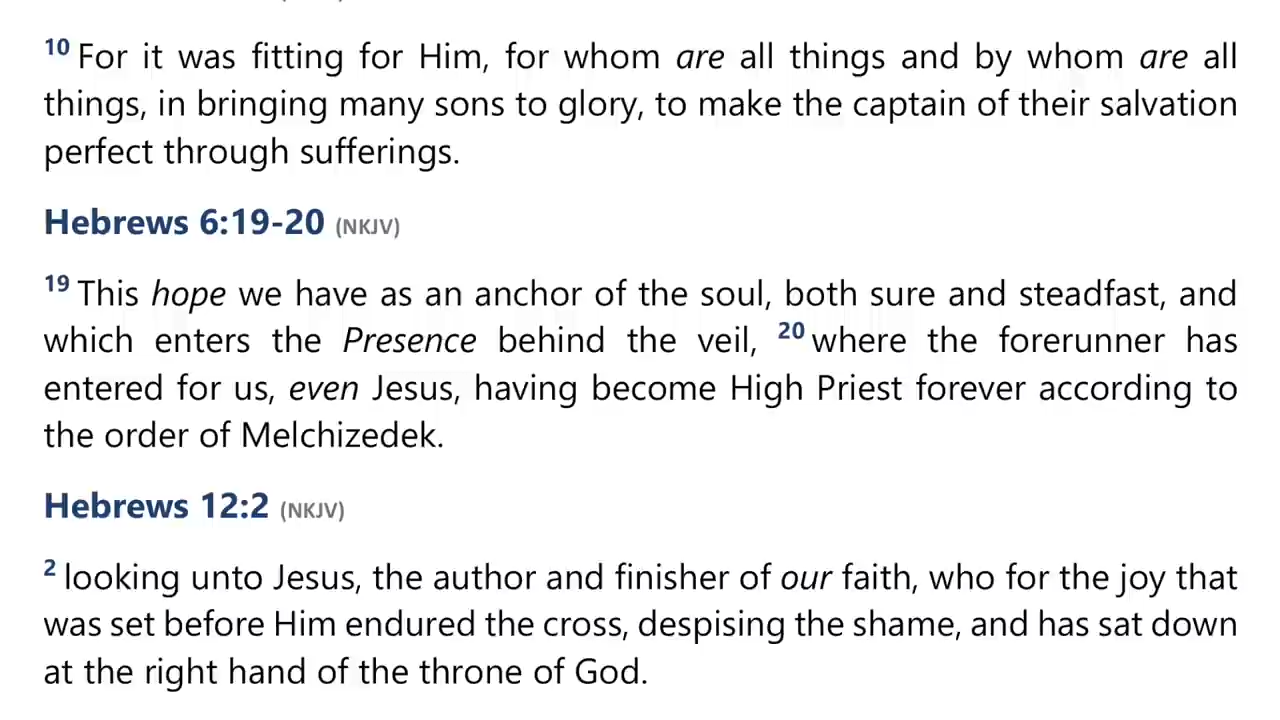 10 For it was fitting for Him, for whom are all things and by whom are all
things, in bringing many sons to glory, to make the captain of their salvation
perfect through sufferings.
Hebrews 6:19-20 (NKJV)
19 This hope we have as an anchor of the soul, both sure and steadfast, and
which enters the Presence behind the veil, 20 where the forerunner has
entered for us, even Jesus, having become High Priest forever according to
the order of Melchizedek.
Hebrews 12:2 (NKJV)
2 looking unto Jesus, the author and finisher of our faith, who for the joy that
was set before Him endured the cross, despising the shame, and has sat down
at the right hand of the throne of God.